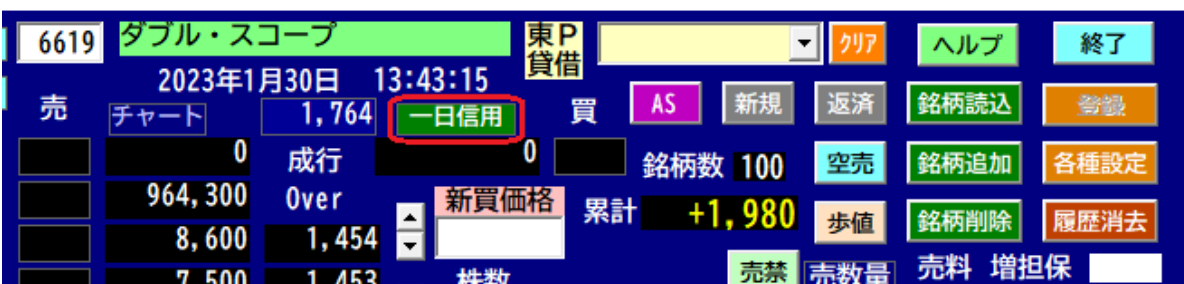 6619 ダブル・スコープ 東P クリア ヘルプ 終了
貸借
2023年1月30日 13:43:15
売 チャート 1,764 一日信用 買 AS 新規 返済 銘柄読込 登録
0 成行 0 銘柄数 100 空売 銘柄追加 各種設定
964,300 Over 新買価格 累計 +1,980 歩値 銘柄削除 履歴消去
8,600 1,454
7,500 1,453 株数 売禁 売数量 売料 増担保